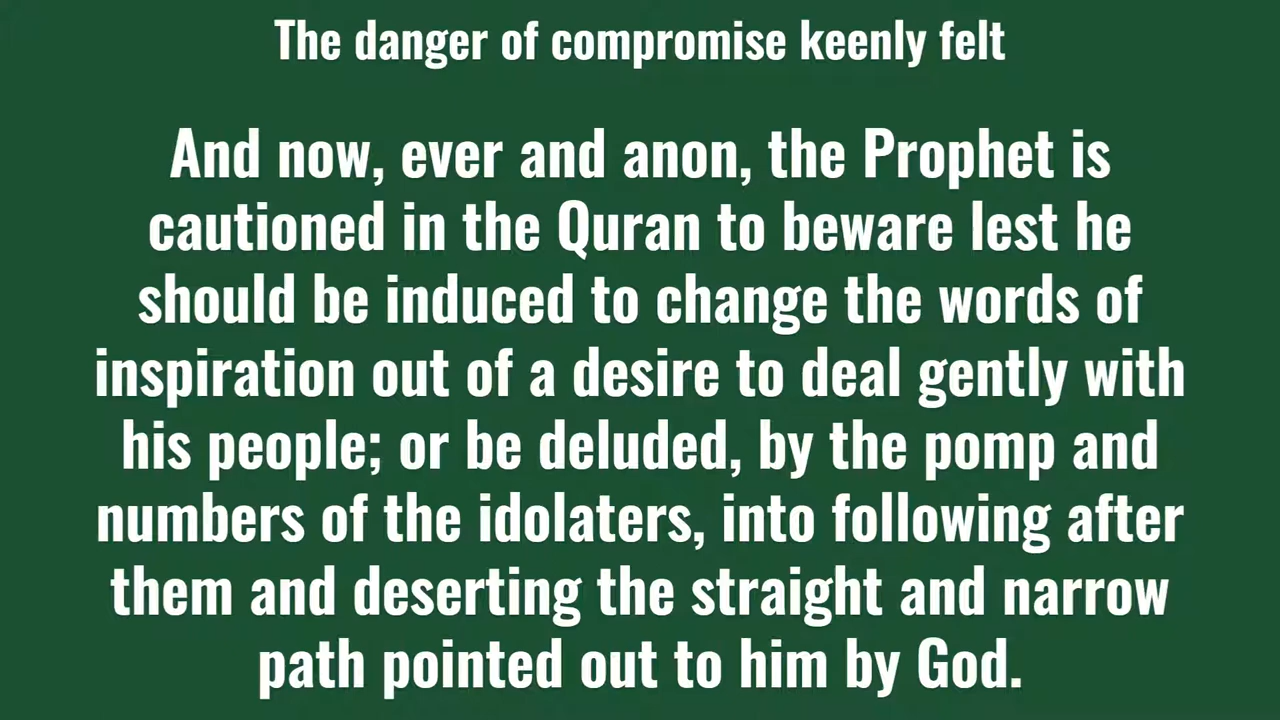 The danger of compromise keenly felt
And now, ever and anon, the Prophet is
cautioned in the Quran to beware lest he
should be induced to change the words of
inspiration out of a desire to deal gently with
his people; or be deluded, by the pomp and
numbers of the idolaters, into following after
them and deserting the straight and narrow
path pointed out to him by God.